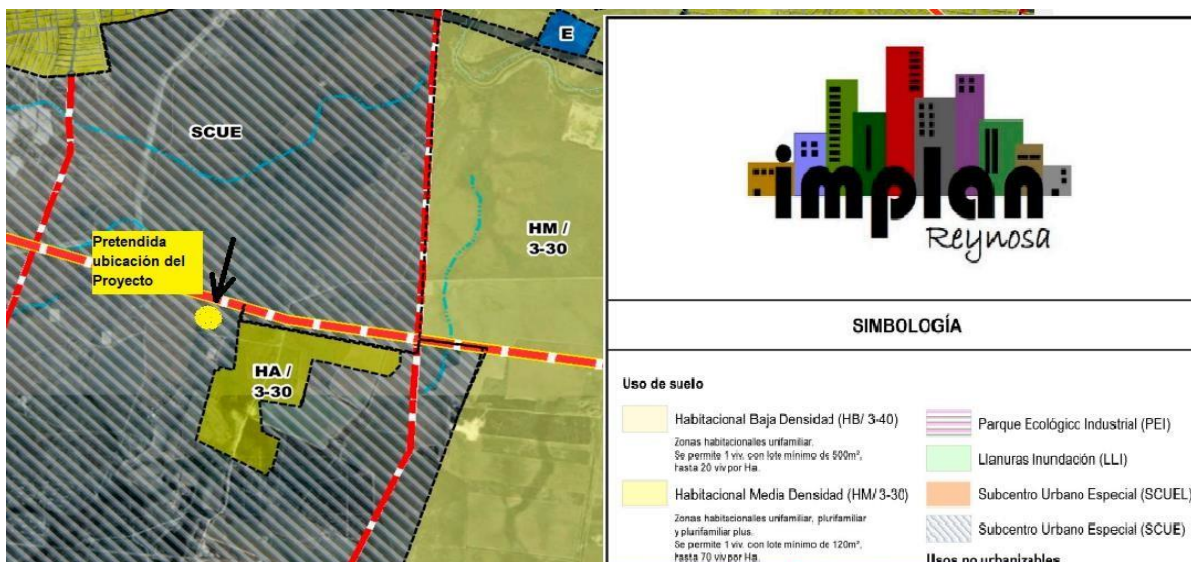 E
SCUE
HM /
3-30
Pretendida
ubicación del
Proyecto
HA /
3-30
implan
Reynosa
SIMBOLOGÍA
Uso de suelo
Habitacional Baja Densidad (HB/ 3-40)
Zonas habitacionales unifamiliar.
Se permite 1 viv. con lote mínimo de 500m²,
hasta 20 viv por Ha.
Habitacional Media Densidad (HM/ 3-30)
Zonas habitacionales unifamiliar, plurifamiliar
y plurifamiliar plus.
Se permite 1 viv. con lote mínimo de 120m²,
hasta 70 viv por Ha.
Parque Ecológicc Industrial (PEI)
Llanuras Inundación (LLI)
Subcentro Urbano Especial (SCUEL)
Subcentro Urbano Especial (SCUE)
Usos no urbanizables